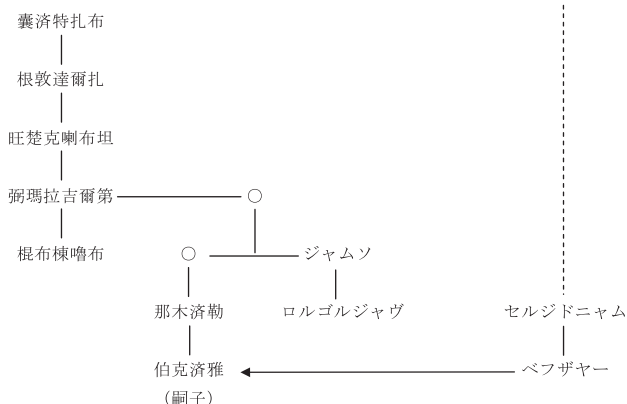 囊済特扎布
根敦達爾扎
旺楚克喇布坦
弼瑪拉吉爾第 ○
棍布棟嚕布 ○ ジャムソ
那木済勒 ロルゴルジャヴ セルジドニャム
伯克済雅 ベフザヤー
（嗣子）